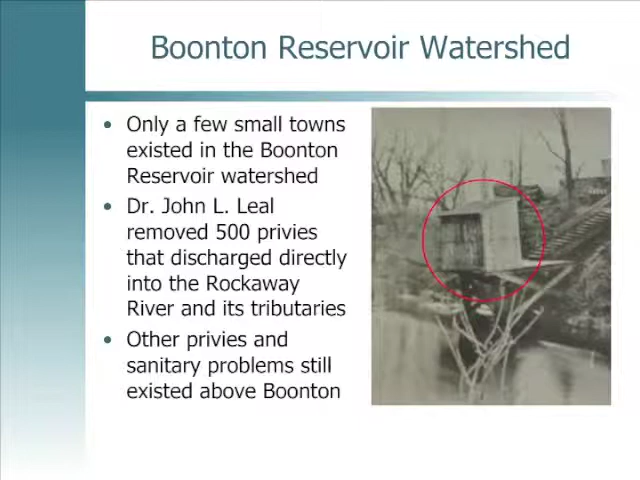 Boonton Reservoir Watershed
• Only a few small towns
existed in the Boonton
Reservoir watershed
• Dr. John L. Leal
removed 500 privies
that discharged directly
into the Rockaway
River and its tributaries
• Other privies and
sanitary problems still
existed above Boonton